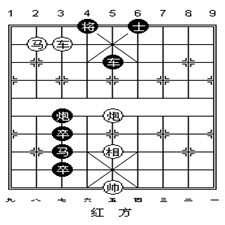 1 2 3 4 5 6 7 8 9
将 士
马 车
车
炮 炮
卒
马 相
卒
帅
九 八 七 六 五 四 三 二 一
红 方